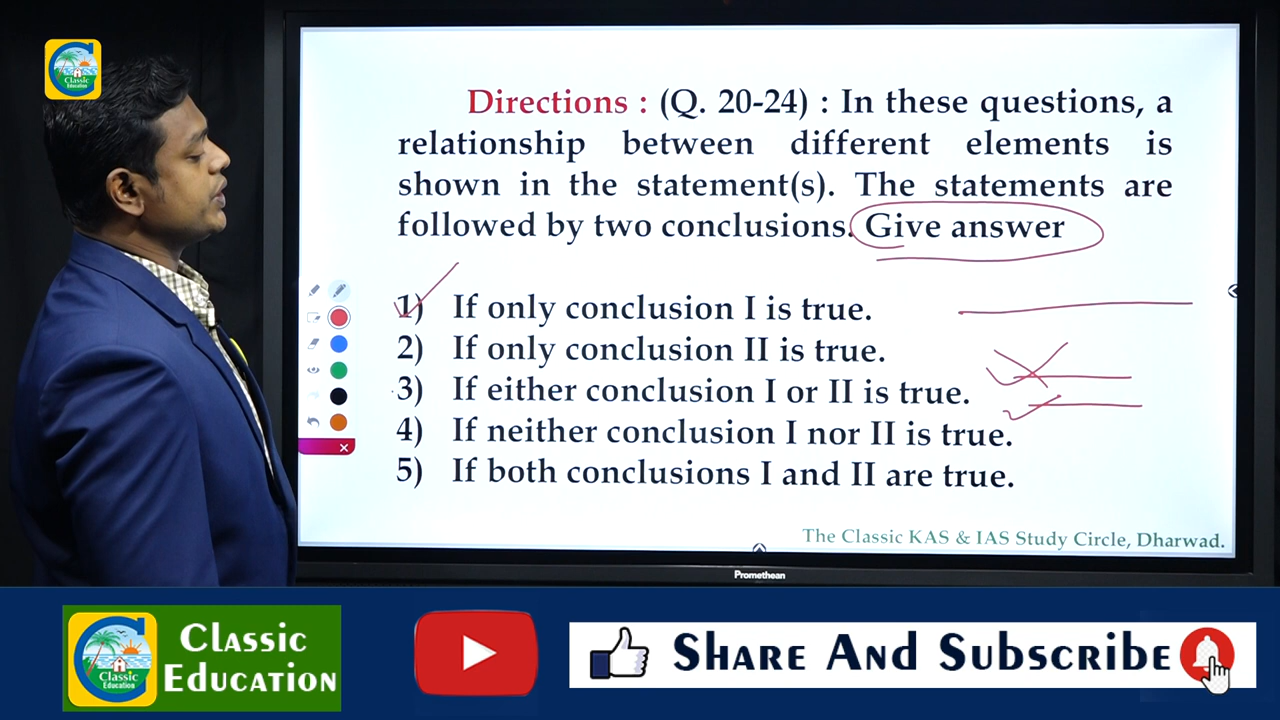 Classic
Education
Directions : (Q. 20-24) : In these questions, a
relationship between different elements is
shown in the statement(s). The statements are
followed by two conclusions. Give answer
1) If only conclusion I is true.
2) If only conclusion II is true.
3) If either conclusion I or II is true.
4) If neither conclusion I nor II is true.
5) If both conclusions I and II are true.
The Classic KAS & IAS Study Circle, Dharwad.
Promethean
Classic
Education
Classic
Education
Share And Subscribe